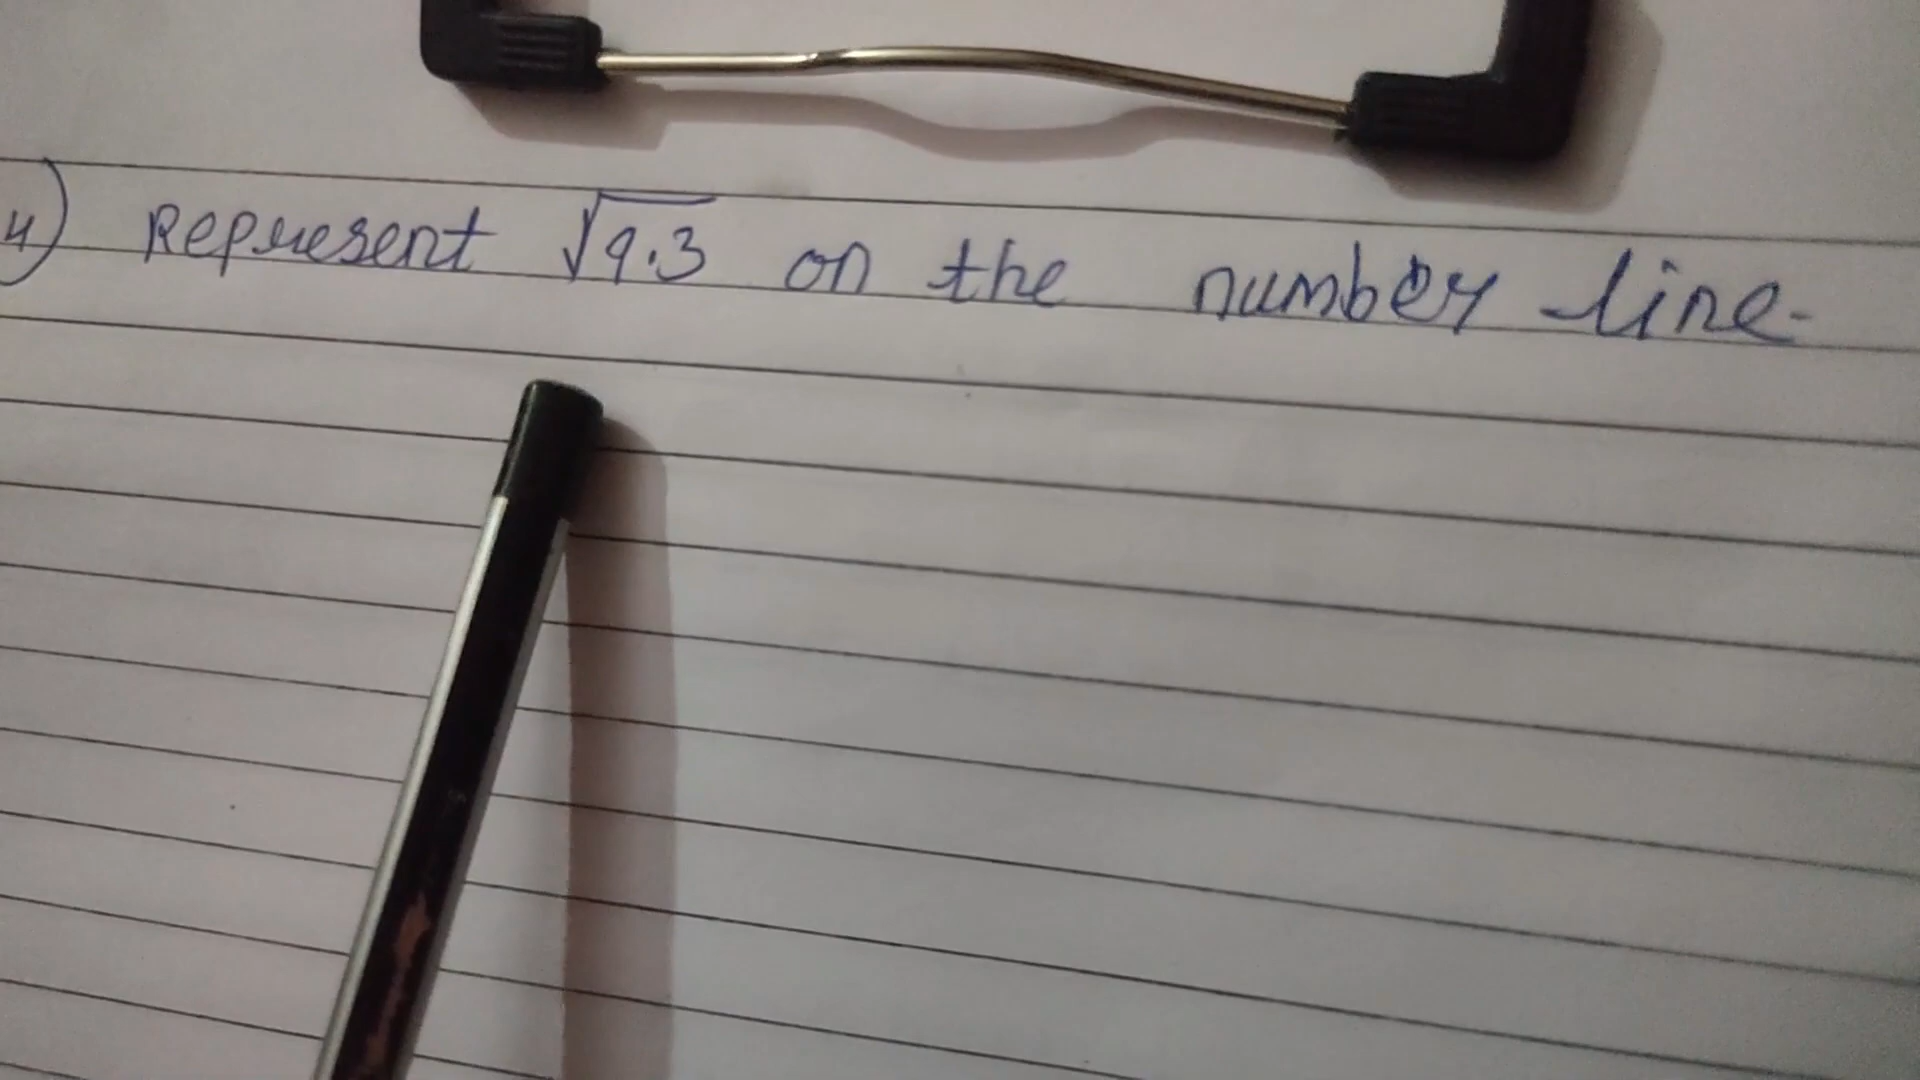 4) Represent √9.3 on the number line.